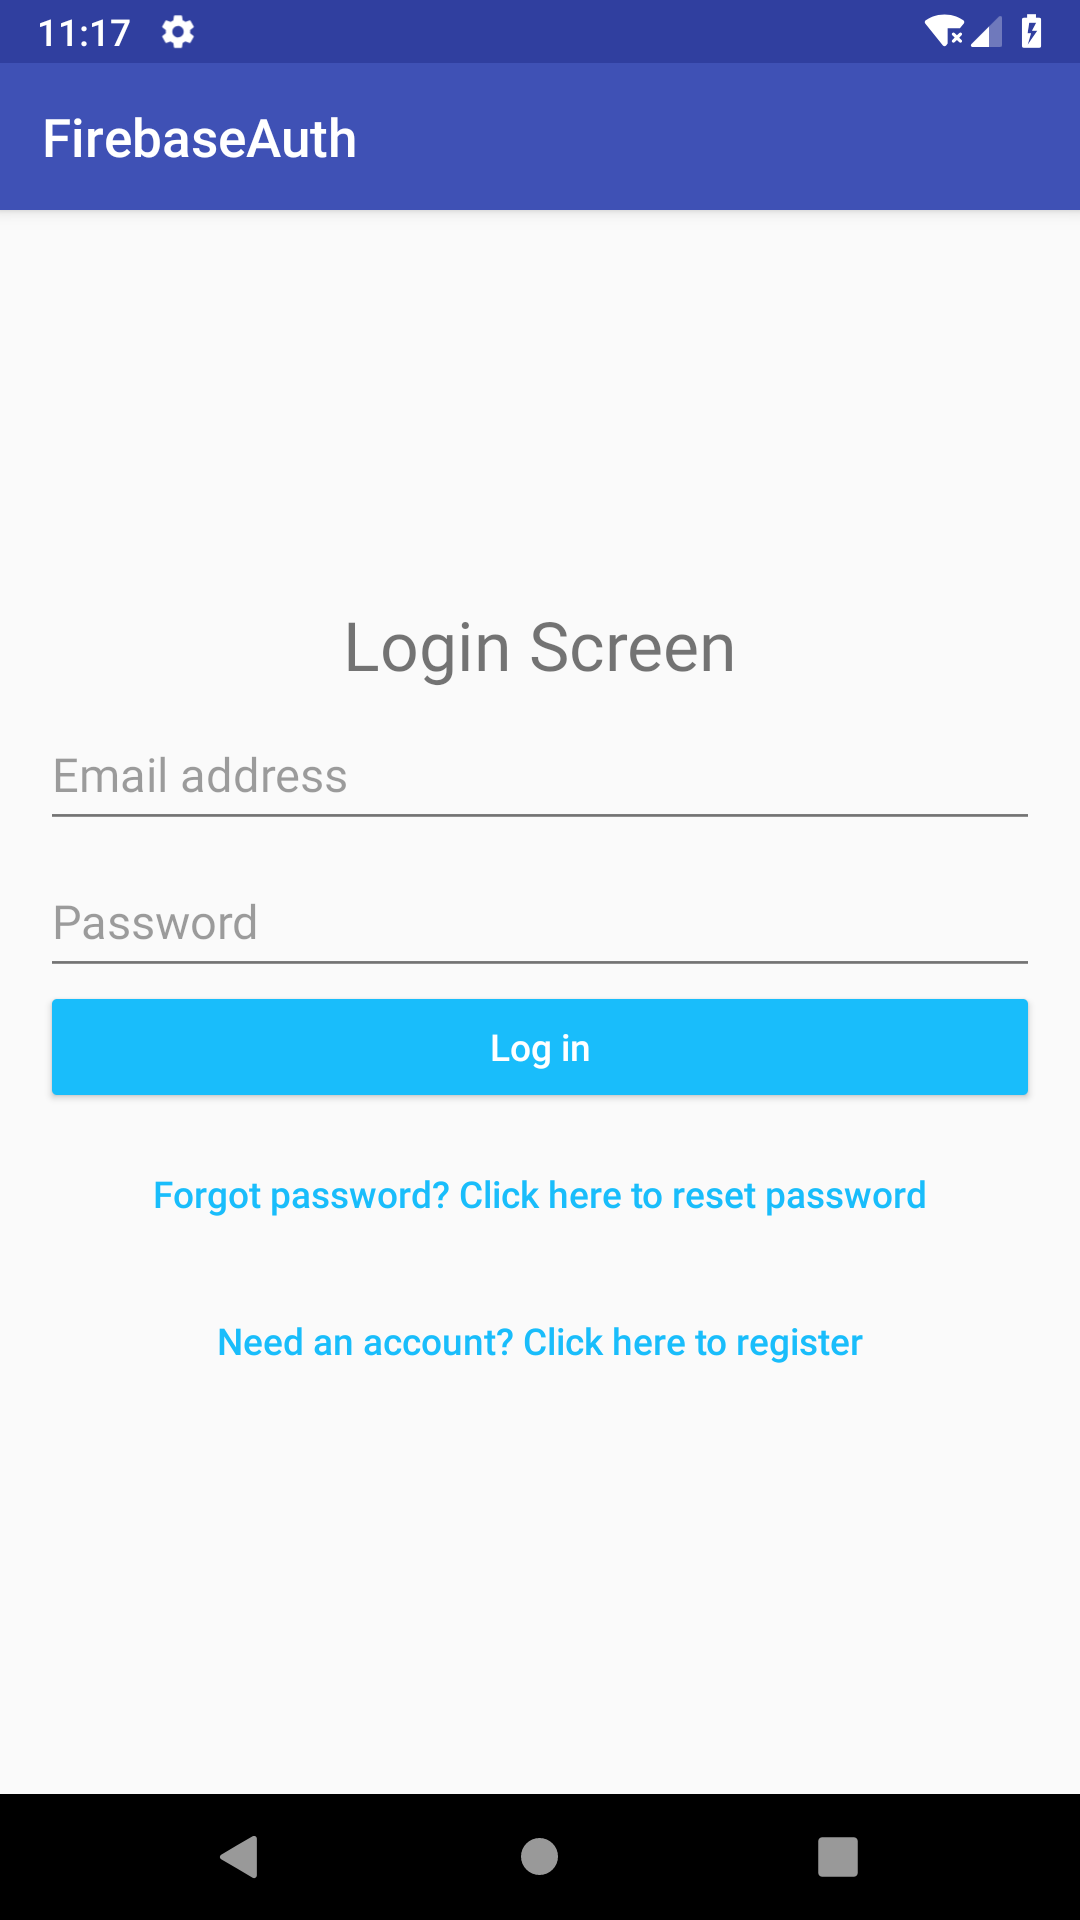 11:17
FirebaseAuth
Login Screen
Email address
Password
Log in
Forgot password? Click here to reset password
Need an account? Click here to register